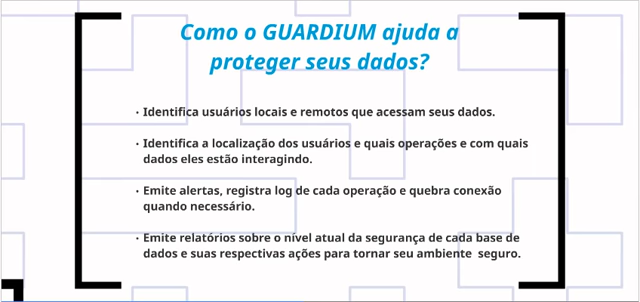 Como o GUARDIUM ajuda a
proteger seus dados?
· Identifica usuários locais e remotos que acessam seus dados.
· Identifica a localização dos usuários e quais operações e com quais
dados eles estão interagindo.
· Emite alertas, registra log de cada operação e quebra conexão
quando necessário.
· Emite relatórios sobre o nível atual da segurança de cada base de
dados e suas respectivas ações para tornar seu ambiente seguro.